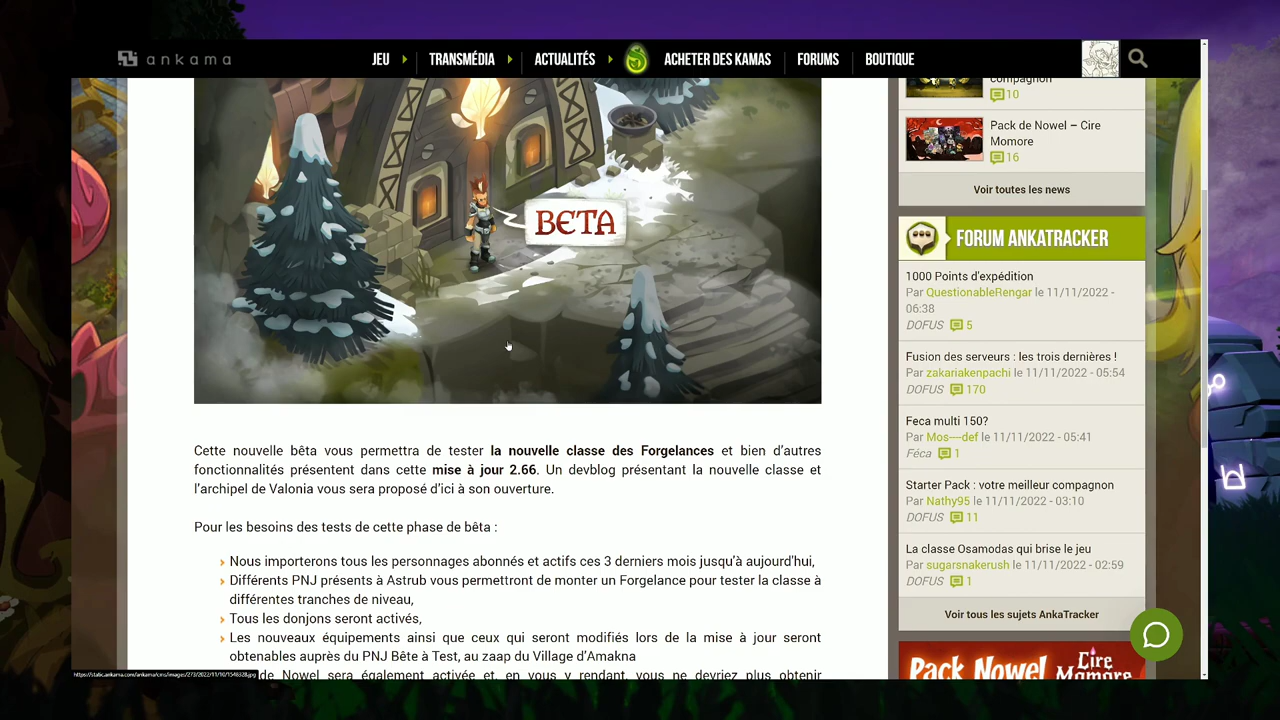 ankama
JEU
TRANSMÉDIA
ACTUALITÉS
ACHETER DES KAMAS
FORUMS
BOUTIQUE
BETA
Cette nouvelle bêta vous permettra de tester la nouvelle classe des Forgelances et bien d'autres
fonctionnalités présentent dans cette mise à jour 2.66. Un devblog présentant la nouvelle classe et
l'archipel de Valonia vous sera proposé d'ici à son ouverture.
Pour les besoins des tests de cette phase de bêta :
Nous importerons tous les personnages abonnés et actifs ces 3 derniers mois jusqu'à aujourd'hui,
Différents PNJ présents à Astrub vous permettront de monter un Forgelance pour tester la classe à
différentes tranches de niveau,
Tous les donjons seront activés,
Les nouveaux équipements ainsi que ceux qui seront modifiés lors de la mise à jour seront
obtenables auprès du PNJ Bête à Test, au zaap du Village d'Amakna
de Nowel sera également activée et, en vous y rendant, vous ne devriez plus obtenir
compagnon
10
Pack de Nowel – Cire
Momore
16
Voir toutes les news
FORUM ANKATRACKER
1000 Points d'expédition
Par QuestionableRengar le 11/11/2022 -
06:38
DOFUS 5
Fusion des serveurs : les trois dernières !
Par zakariakenpachi le 11/11/2022 - 05:54
DOFUS 170
Feca multi 150?
Par Mos---def le 11/11/2022 - 05:41
Féca 1
Starter Pack : votre meilleur compagnon
Par Nathy95 le 11/11/2022 - 03:10
DOFUS 11
La classe Osamodas qui brise le jeu
Par sugarsnakerush le 11/11/2022 - 02:59
DOFUS 1
Voir tous les sujets AnkaTracker
Pack Nowel Cire
Momore